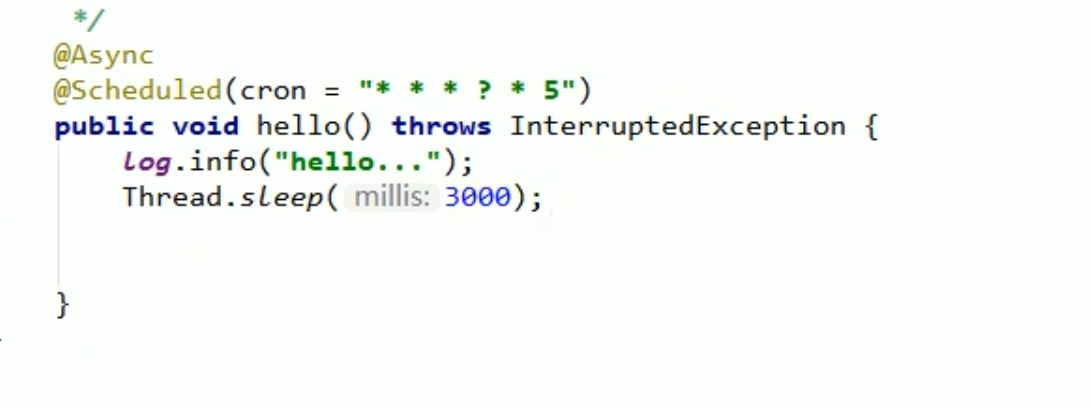 */
@Async
@Scheduled(cron = "* * * ? * 5")
public void hello() throws InterruptedException {
log.info("hello...");
Thread.sleep( millis: 3000);
}